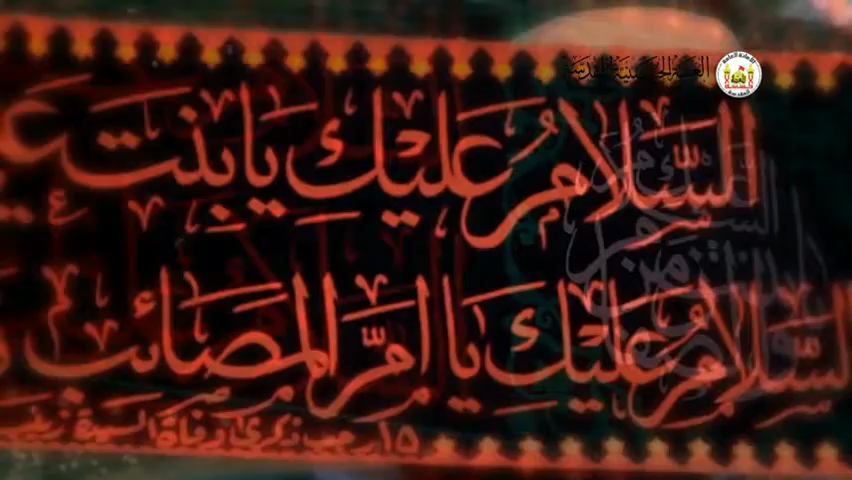 العتبة الحسينية المقدسة
السلام عليك يا بنت
السلام عليك يا أم المصائب
١٥ رجب ذكرى وفاة السيدة زينب